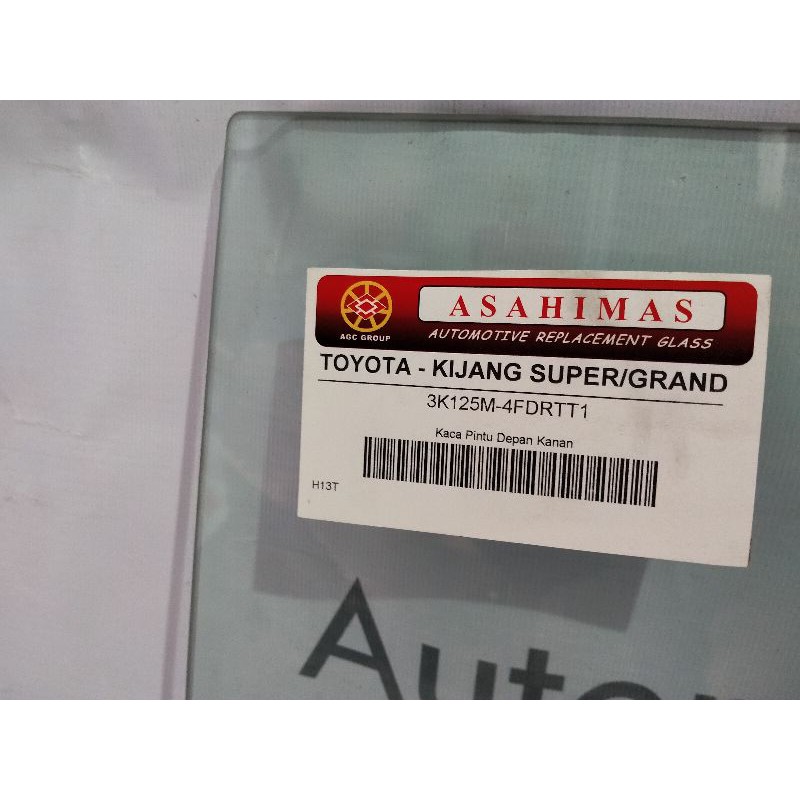 ASAHIMAS
AGC GROUP
AUTOMOTIVE REPLACEMENT GLASS
TOYOTA - KIJANG SUPER/GRAND
3K125M-4FDRTT1
Kaca Pintu Depan Kanan
H13T